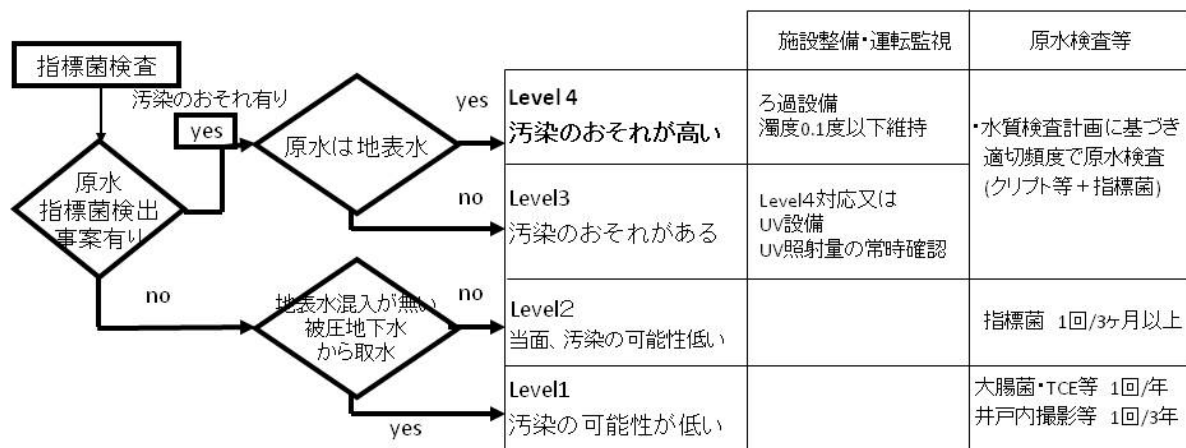 施設整備・運転監視
原水検査等
指標菌検査
汚染のおそれ有り
yes
原水は地表水
yes
no
原水
指標菌検出
事案有り
no
地表水混入が無い
被圧地下水
から取水
no
yes
Level 4
汚染のおそれが高い
ろ過設備
濁度0.1度以下維持
・水質検査計画に基づき
適切頻度で原水検査
(クリプト等+指標菌)
Level3
汚染のおそれがある
Level4対応又は
UV設備
UV照射量の常時確認
Level2
当面、汚染の可能性低い
指標菌 1回/3ヶ月以上
Level1
汚染の可能性が低い
大腸菌・TCE等 1回/年
井戸内撮影等 1回/3年